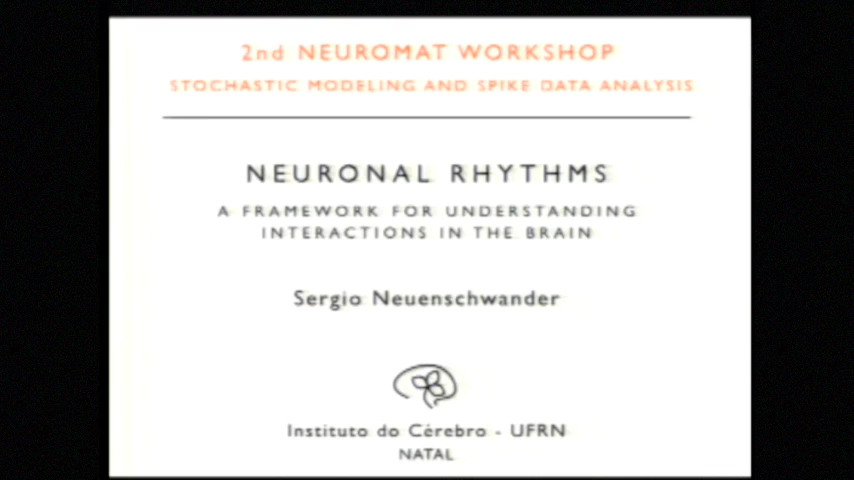 2nd NEUROMAT WORKSHOP
STOCHASTIC MODELING AND SPIKE DATA ANALYSIS
NEURONAL RHYTHMS
A FRAMEWORK FOR UNDERSTANDING
INTERACTIONS IN THE BRAIN
Sergio Neuenschwander
Instituto do Cérebro - UFRN
NATAL